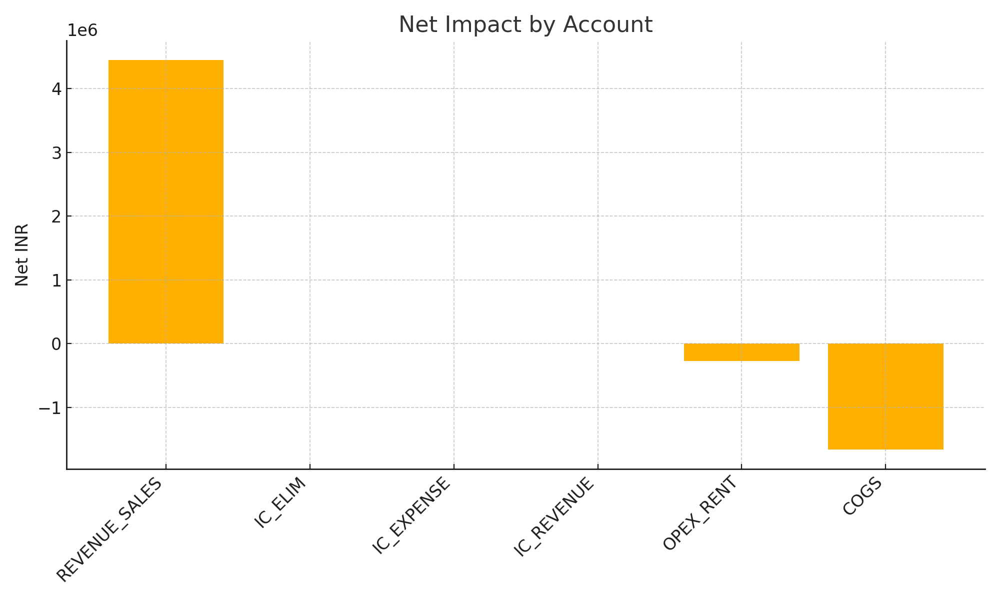 Net Impact by Account
1e6
Net INR
4
3
2
1
0
−1
REVENUE_SALES
IC_ELIM
IC_EXPENSE
IC_REVENUE
OPEX_RENT
COGS